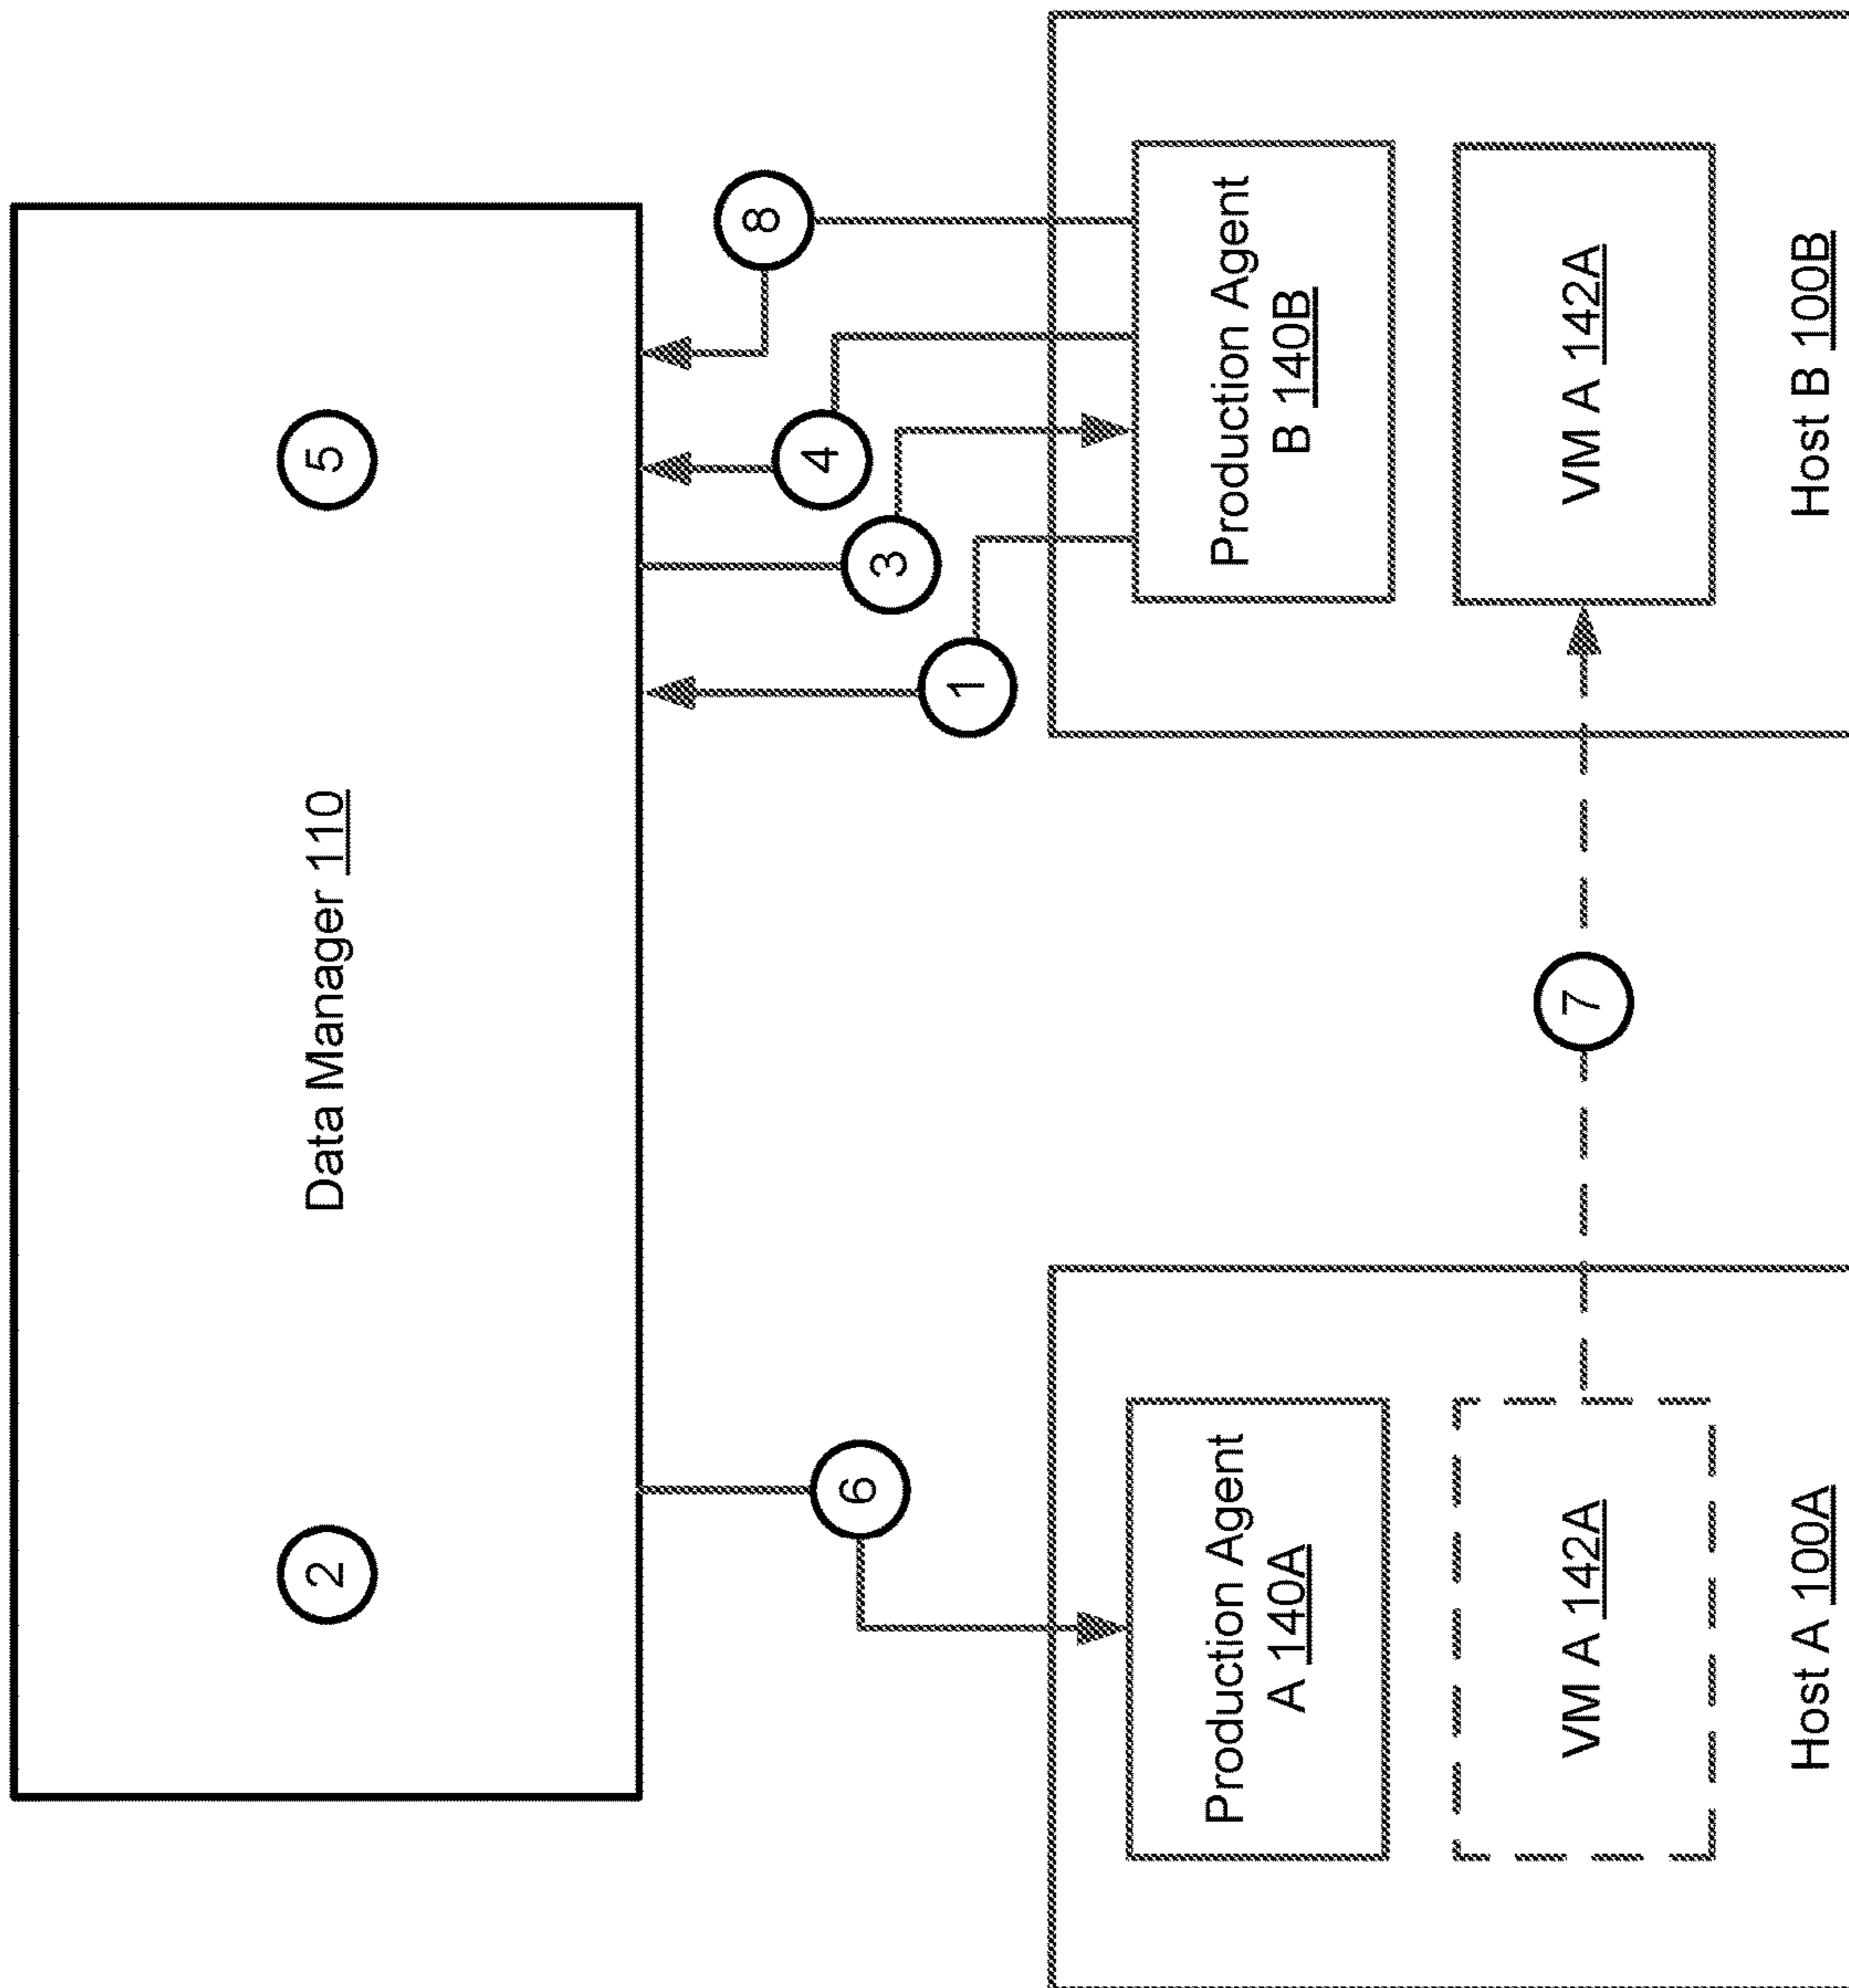 Data Manager 110
2
5
6
1
3
4
8
Production Agent
A 140A
VM A 142A
Host A 100A
7
Production Agent
B 140B
VM A 142A
Host B 100B